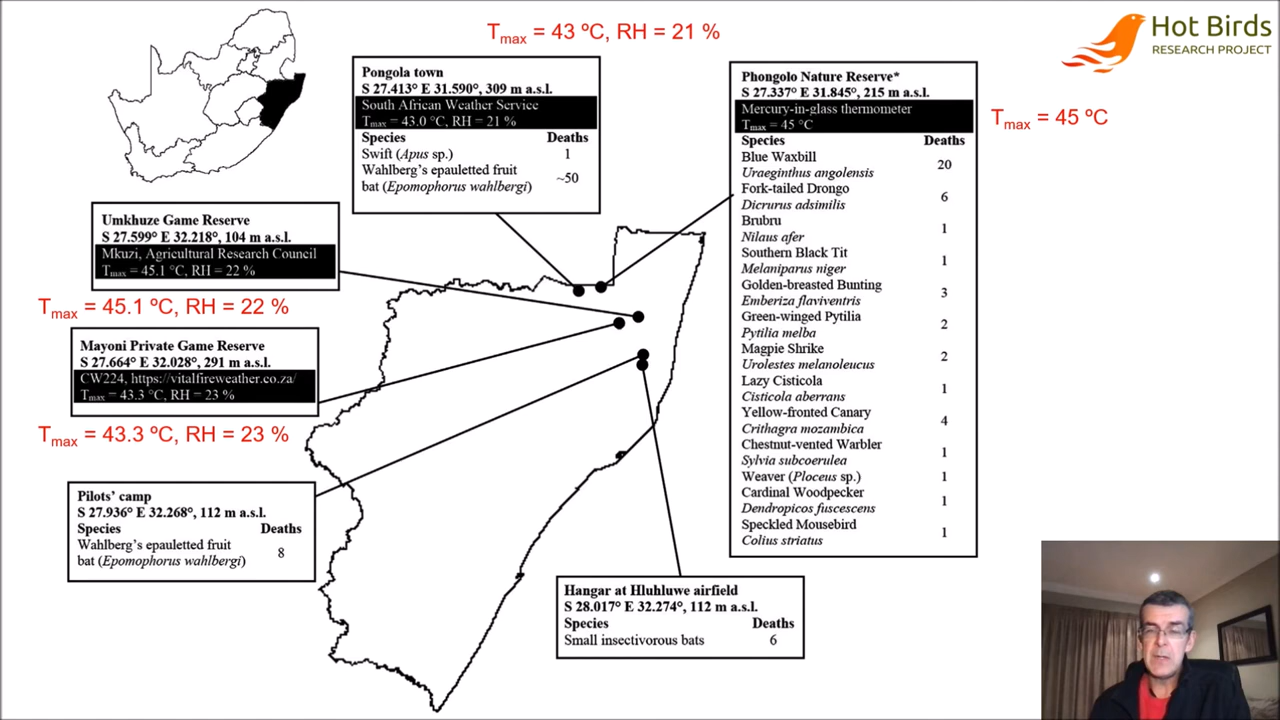 T_max = 43 ºC, RH = 21 %
Hot Birds
RESEARCH PROJECT
Pongola town
S 27.413° E 31.590°, 309 m a.s.l.
South African Weather Service
T_max = 43.0 °C, RH = 21 %
Species Deaths
Swift (Apus sp.) 1
Wahlberg’s epauletted fruit
bat (Epomophorus wahlbergi) ~50
Phongolo Nature Reserve*
S 27.337° E 31.845°, 215 m a.s.l.
Mercury-in-glass thermometer
T_max = 45 °C
Species Deaths
Blue Waxbill 20
Uraeginthus angolensis
Fork-tailed Drongo 6
Dicrurus adsimilis
Brubru 1
Nilaus afer
Southern Black Tit 1
Melaniparus niger
Golden-breasted Bunting 3
Emberiza flaviventris
Green-winged Pytilia 2
Pytilia melba
Magpie Shrike 2
Urolestes melanoleucus
Lazy Cisticola 1
Cisticola aberrans
Yellow-fronted Canary 4
Crithagra mozambica
Chestnut-vented Warbler 1
Sylvia subcoerulea
Weaver (Ploceus sp.) 1
Cardinal Woodpecker 1
Dendropicos fuscescens
Speckled Mousebird 1
Colius striatus
T_max = 45 ºC
Umkhuze Game Reserve
S 27.599° E 32.218°, 104 m a.s.l.
Mkuzi, Agricultural Research Council
T_max = 45.1 °C, RH = 22 %
T_max = 45.1 ºC, RH = 22 %
Mayoni Private Game Reserve
S 27.664° E 32.028°, 291 m a.s.l.
CW224, https://vitalfireweather.co.za/
T_max = 43.3 °C, RH = 23 %
T_max = 43.3 ºC, RH = 23 %
Pilots’ camp
S 27.936° E 32.268°, 112 m a.s.l.
Species Deaths
Wahlberg’s epauletted fruit
bat (Epomophorus wahlbergi) 8
Hangar at Hluhluwe airfield
S 28.017° E 32.274°, 112 m a.s.l.
Species Deaths
Small insectivorous bats 6